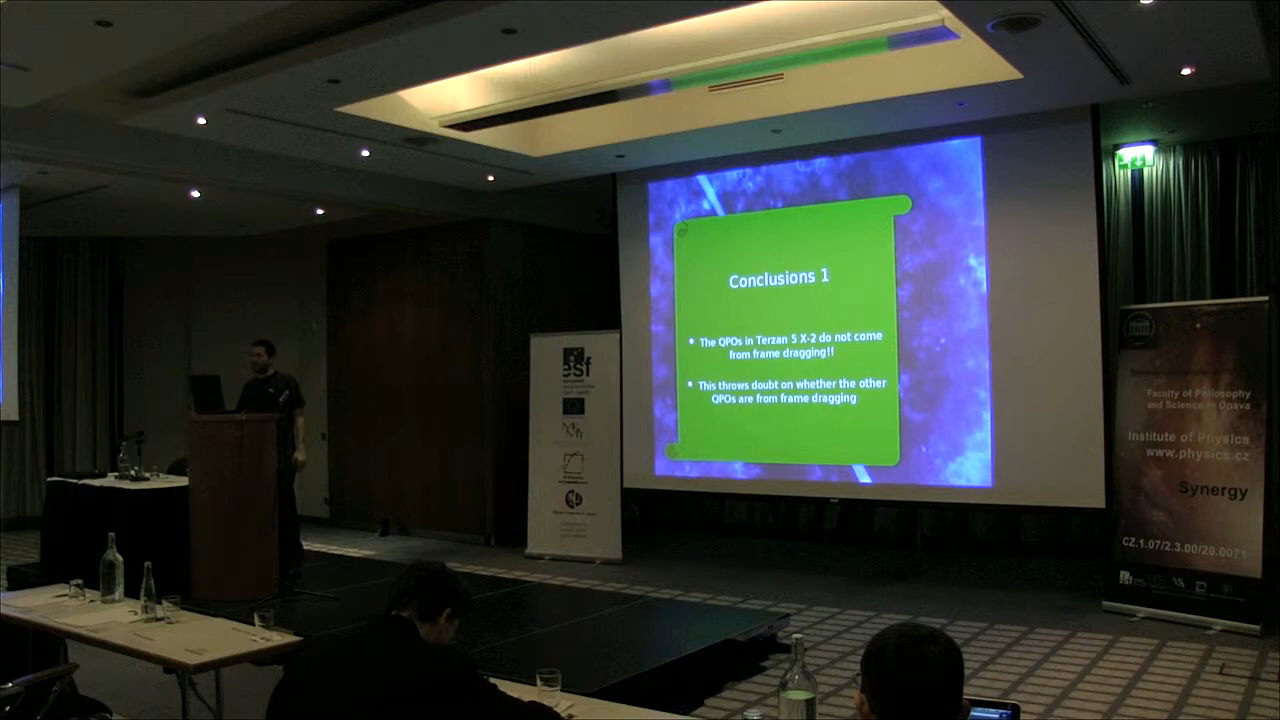 Conclusions 1
The QPOs in Terzan 5 X-2 do not come
from frame dragging!!
This throws doubt on whether the other
QPOs are from frame dragging
esf
Faculty of Philosophy
and Science in Opava
Institute of Physics
www.physics.cz
Synergy
CZ.1.07/2.3.00/20.0071